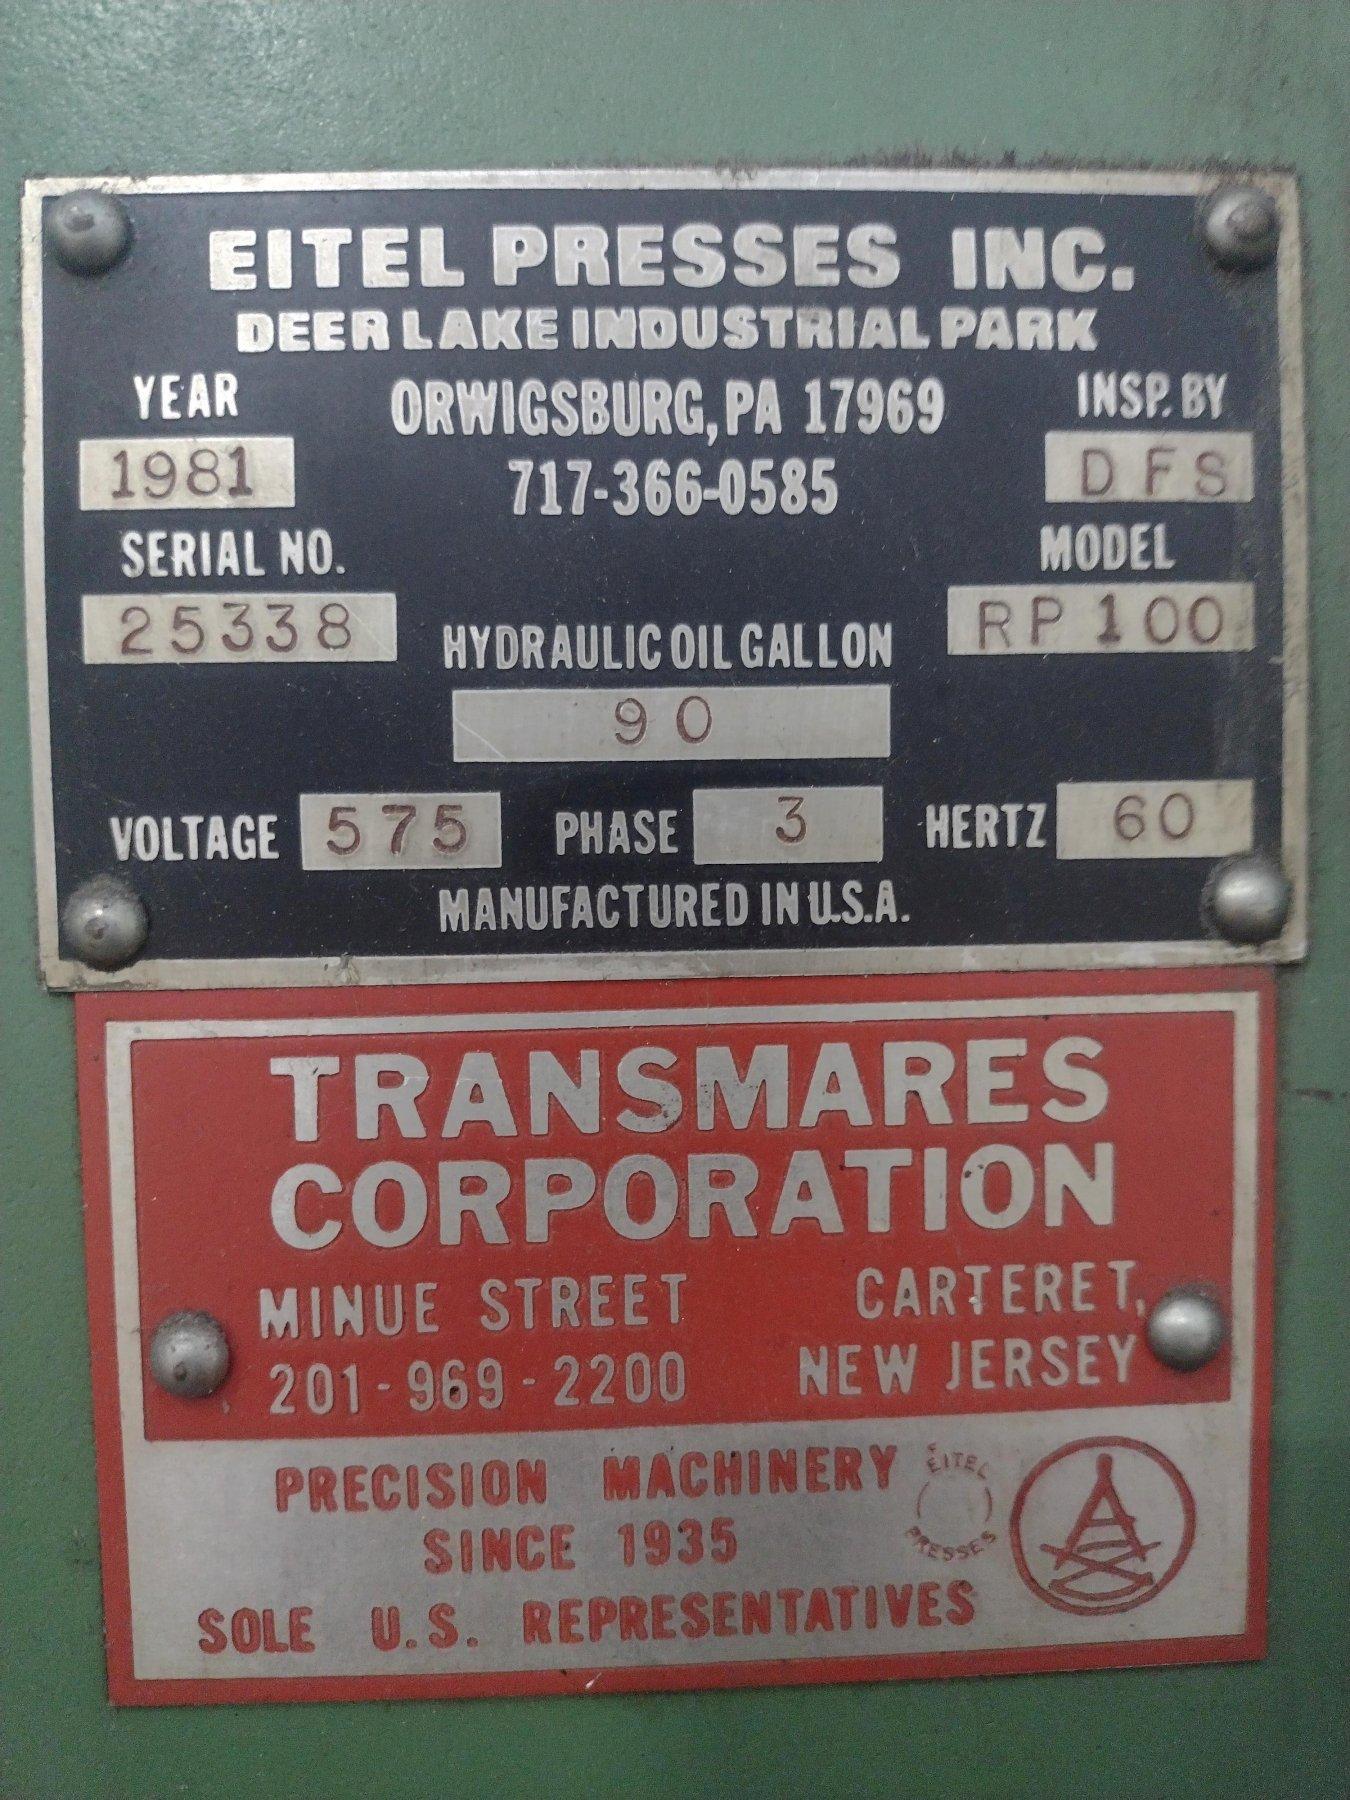 EITEL PRESSES INC.
DEER LAKE INDUSTRIAL PARK
ORWIGSBURG, PA 17969
717-366-0585
YEAR
1981
INSP. BY
DFS
SERIAL NO.
25338
MODEL
RP 100
HYDRAULIC OIL GALLON
90
VOLTAGE 575 PHASE 3 HERTZ 60
MANUFACTURED IN U.S.A.
TRANSMARES
CORPORATION
MINUE STREET CARTERET,
201-969-2200 NEW JERSEY
PRECISION MACHINERY
SINCE 1935
EITEL
PRESSES
SOLE U.S. REPRESENTATIVES